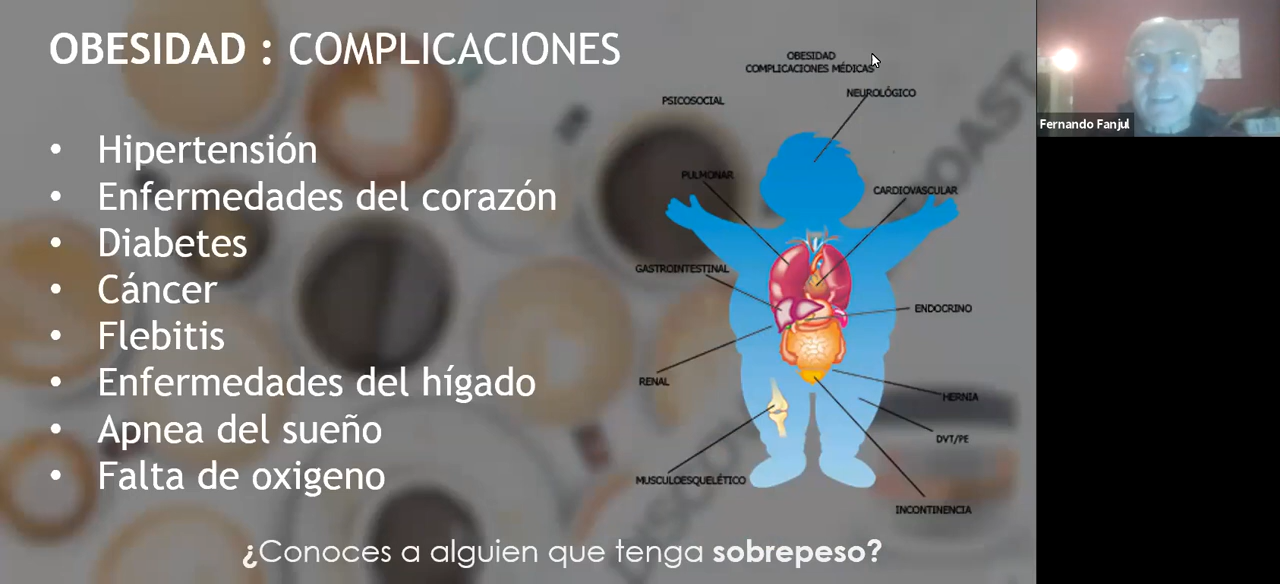 OBESIDAD : COMPLICACIONES
• Hipertensión
• Enfermedades del corazón
• Diabetes
• Cáncer
• Flebitis
• Enfermedades del hígado
• Apnea del sueño
• Falta de oxigeno
OBESIDAD
COMPLICACIONES MÉDICAS
NEUROLÓGICO
PSICOSOCIAL
PULMONAR
CARDIOVASCULAR
GASTROINTESTINAL
ENDOCRINO
RENAL
HERNIA
DVT/PE
MUSCULOESQUELÉTICO
INCONTINENCIA
¿Conoces a alguien que tenga sobrepeso?
Fernando Fanjul